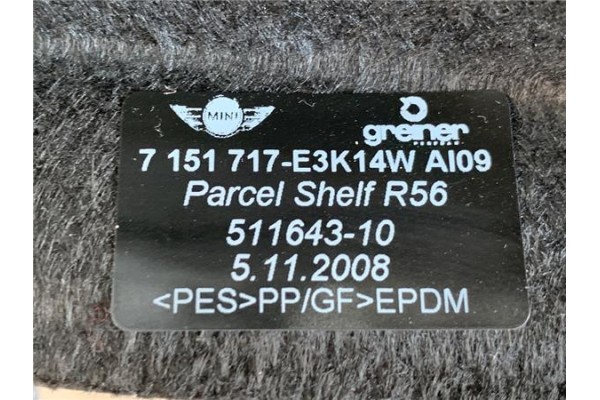 MINI
greiner
7 151 717-E3K14W AI09
Parcel Shelf R56
511643-10
5.11.2008
<PES>PP/GF>EPDM